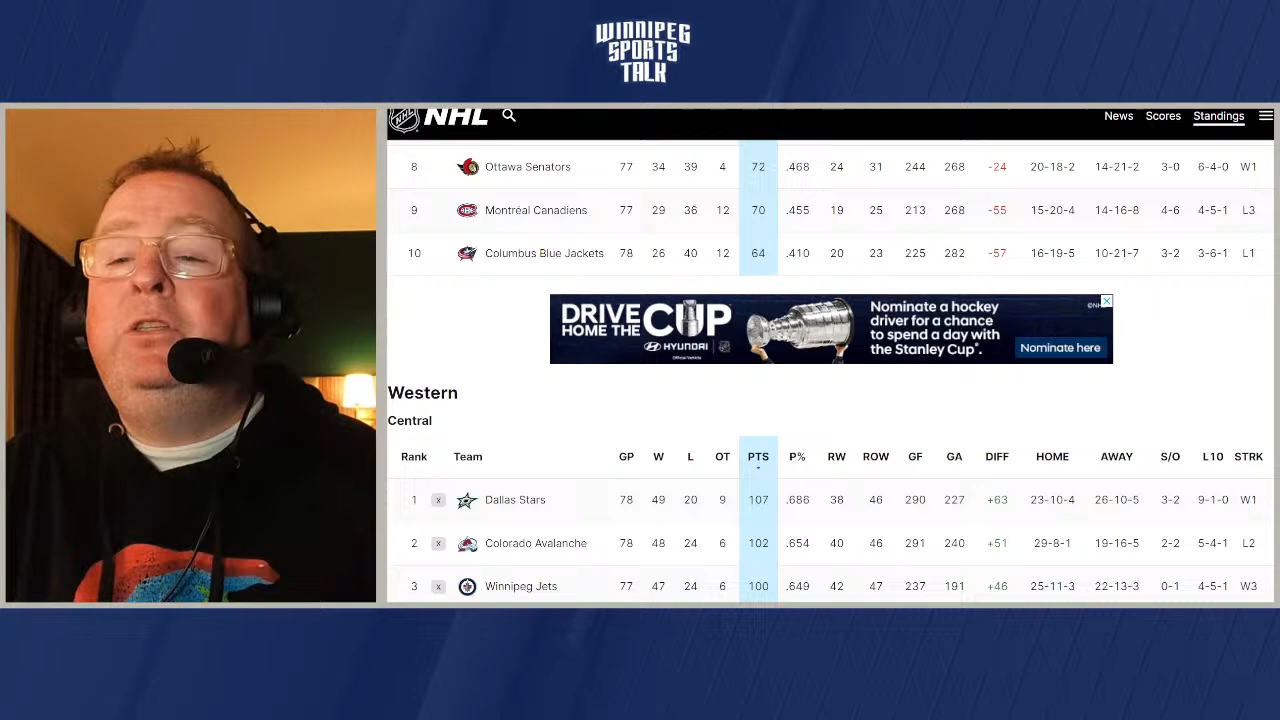 WINNIPEG
SPORTS
TALK
NHL News Scores Standings
8 Ottawa Senators 77 34 39 4 72 .468 24 31 244 268 -24 20-18-2 14-21-2 3-0 6-4-0 W1
9 Montréal Canadiens 77 29 36 12 70 .455 19 25 213 268 -55 15-20-4 14-16-8 4-6 4-5-1 L3
10 Columbus Blue Jackets 78 26 40 12 64 .410 20 23 225 282 -57 16-19-5 10-21-7 3-2 3-6-1 L1
DRIVE
HOME THE CUP
HYUNDAI
Official Vehicle
Nominate a hockey
driver for a chance
to spend a day with
the Stanley Cup®.
Nominate here
Western
Central
Rank Team GP W L OT PTS P% RW ROW GF GA DIFF HOME AWAY S/O L10 STRK
1 x Dallas Stars 78 49 20 9 107 .686 38 46 290 227 +63 23-10-4 26-10-5 3-2 9-1-0 W1
2 x Colorado Avalanche 78 48 24 6 102 .654 40 46 291 240 +51 29-8-1 19-16-5 2-2 5-4-1 L2
3 x Winnipeg Jets 77 47 24 6 100 .649 42 47 237 191 +46 25-11-3 22-13-3 0-1 4-5-1 W3